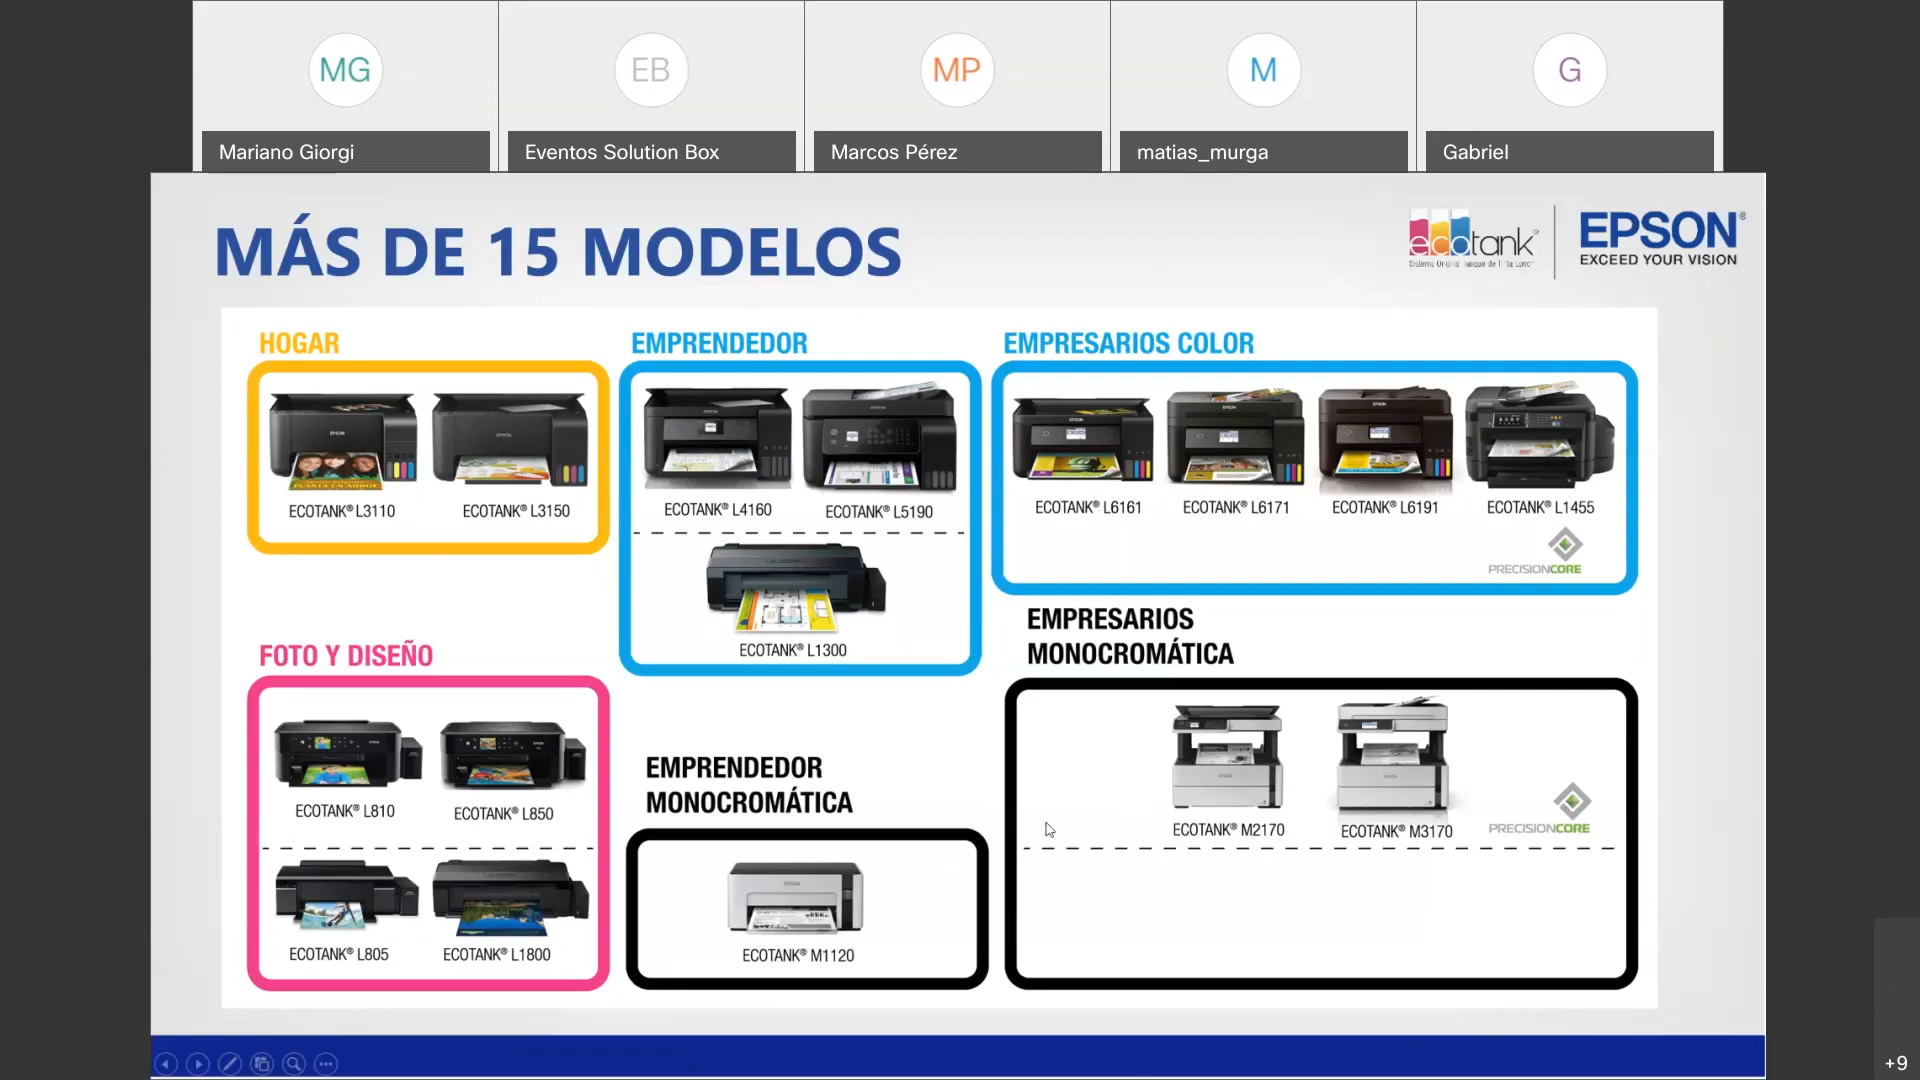 MG
EB
MP
M
G
Mariano Giorgi
Eventos Solution Box
Marcos Pérez
matias_murga
Gabriel
MÁS DE 15 MODELOS
ecotank®
EPSON®
EXCEED YOUR VISION
HOGAR
ECOTANK® L3110
ECOTANK® L3150
EMPRENDEDOR
ECOTANK® L4160
ECOTANK® L5190
ECOTANK® L1300
EMPRESARIOS COLOR
ECOTANK® L6161
ECOTANK® L6171
ECOTANK® L6191
ECOTANK® L1455
PRECISIONCORE
FOTO Y DISEÑO
ECOTANK® L810
ECOTANK® L850
ECOTANK® L805
ECOTANK® L1800
EMPRENDEDOR
MONOCROMÁTICA
ECOTANK® M1120
EMPRESARIOS
MONOCROMÁTICA
ECOTANK® M2170
ECOTANK® M3170
PRECISIONCORE
+9